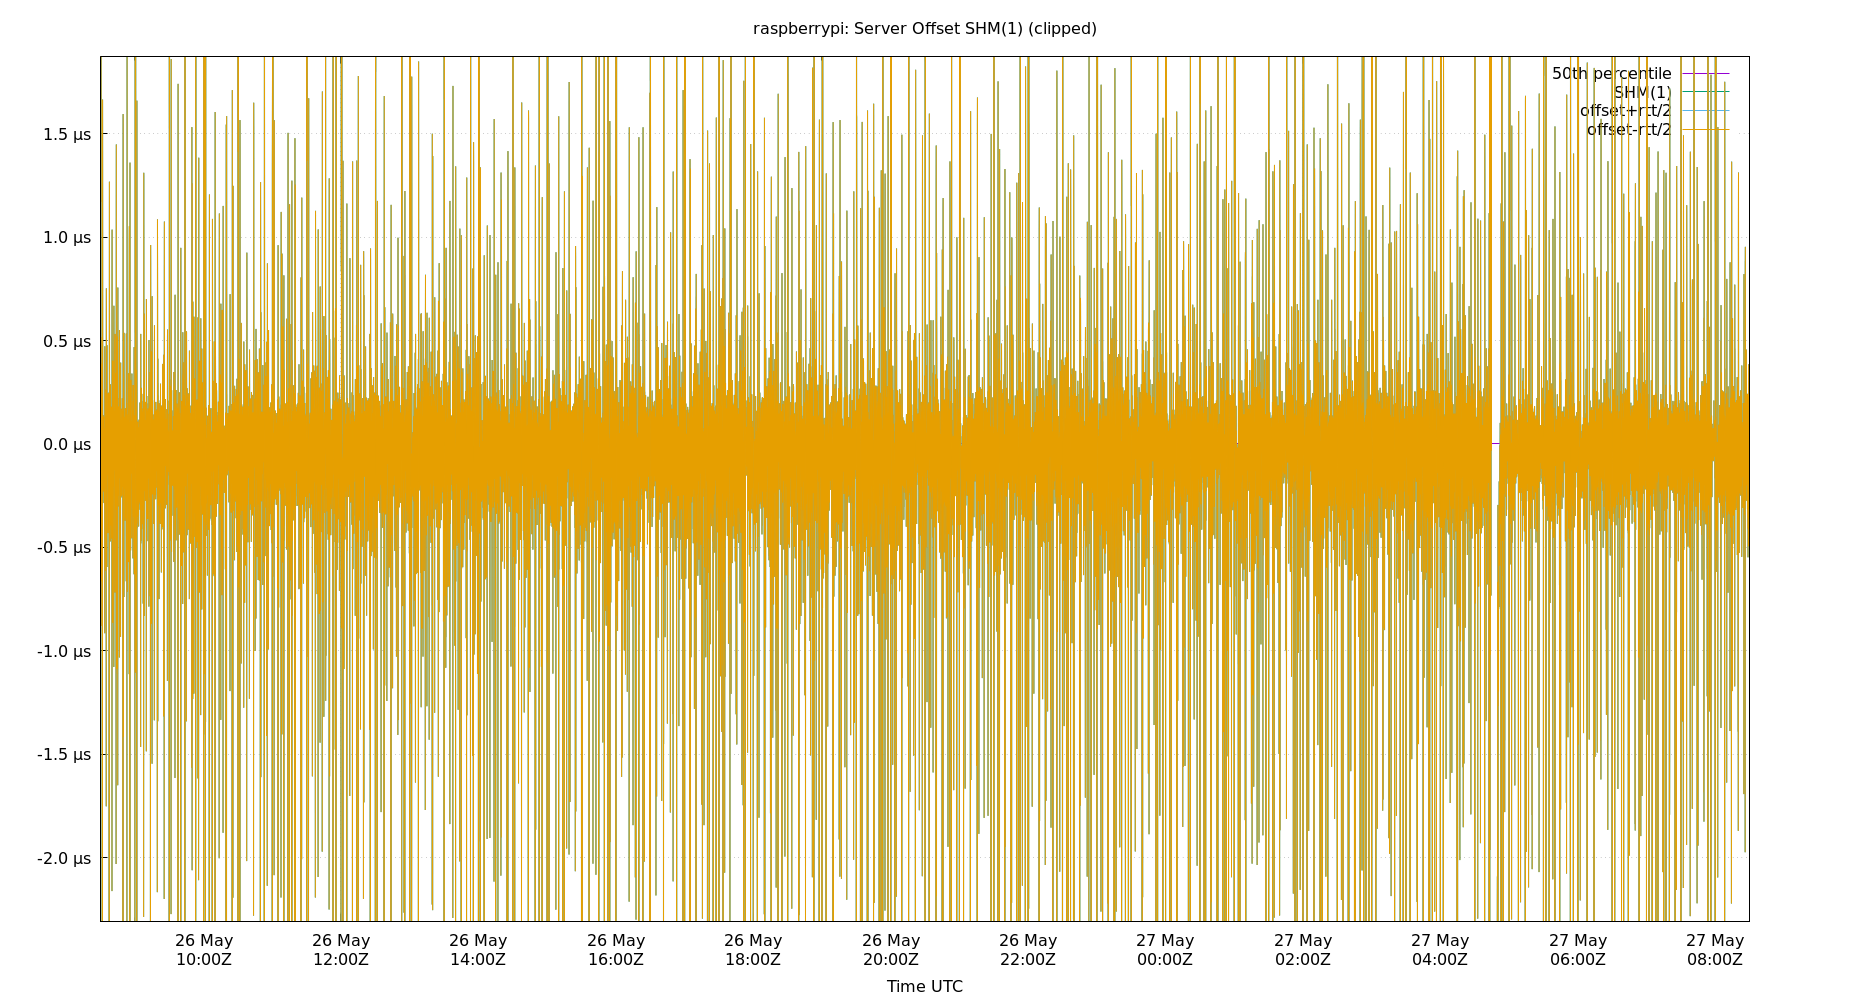 raspberrypi: Server Offset SHM(1) (clipped)
50th percentile
SHM(1)
offset+rtt/2
offset-rtt/2
1.5 µs
1.0 µs
0.5 µs
0.0 µs
-0.5 µs
-1.0 µs
-1.5 µs
-2.0 µs
26 May 26 May 26 May 26 May 26 May 26 May 26 May 27 May 27 May 27 May 27 May 27 May
10:00Z 12:00Z 14:00Z 16:00Z 18:00Z 20:00Z 22:00Z 00:00Z 02:00Z 04:00Z 06:00Z 08:00Z
Time UTC